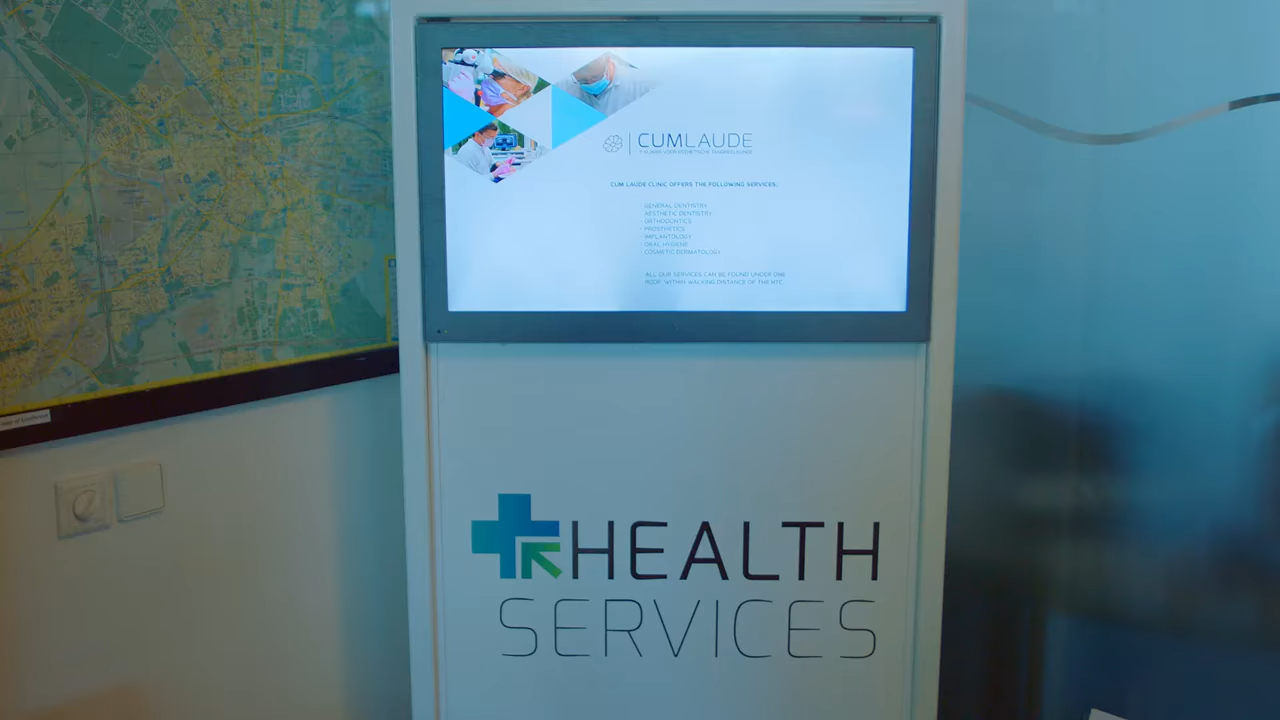 CUMLAUDE
CUM LAUDE CLINIC OFFERS THE FOLLOWING SERVICES.
- GENERAL DENTISTRY
- AESTHETIC DENTISTRY
- ORTHODONTICS
- PROSTHETICS
- IMPLANTOLOGY
- ORAL HYGIENE
- COSMETIC DERMATOLOGY
ALL OUR SERVICES CAN BE FOUND UNDER ONE
ROOF WITHIN WALKING DISTANCE OF THE HTC.
HEALTH
SERVICES